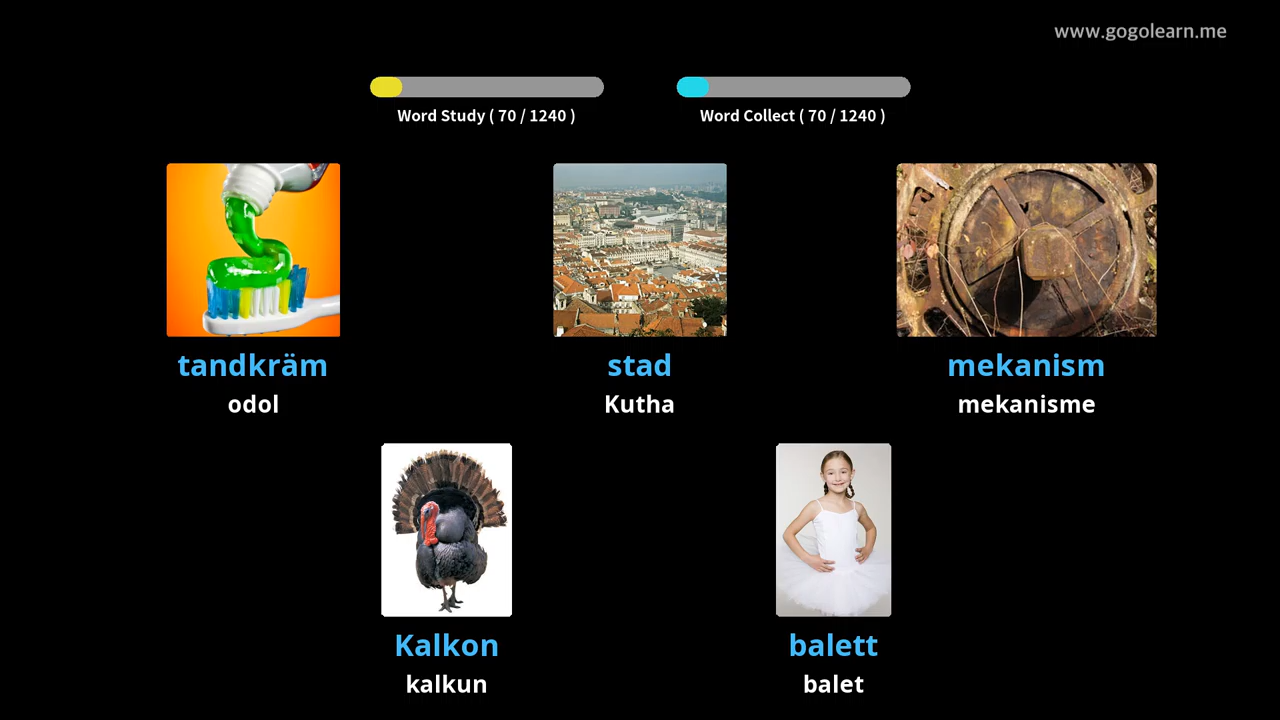 www.gogolearn.me
Word Study ( 70 / 1240 )
Word Collect ( 70 / 1240 )
tandkräm
stad
mekanism
odol
Kutha
mekanisme
Kalkon
balett
kalkun
balet